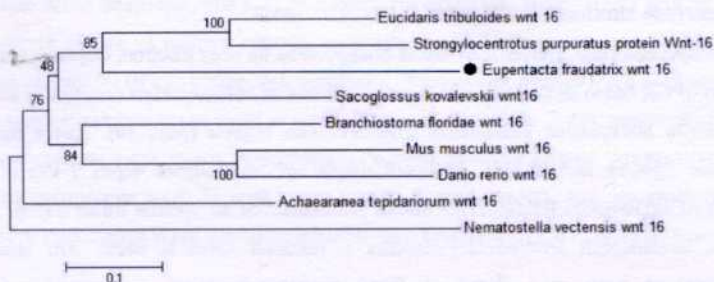 100
Eucidaris tribuloides wnt 16
85
Strongylocentrotus purpuratus protein Wnt-16
48
Eupentacta fraudatrix wnt 16
76
Sacoglossus kovalevskii wnt16
Branchiostoma floridae wnt 16
84
Mus musculus wnt 16
100
Danio rerio wnt 16
Achaearanea tepidariorum wnt 16
Nematostella vectensis wnt 16
0.1